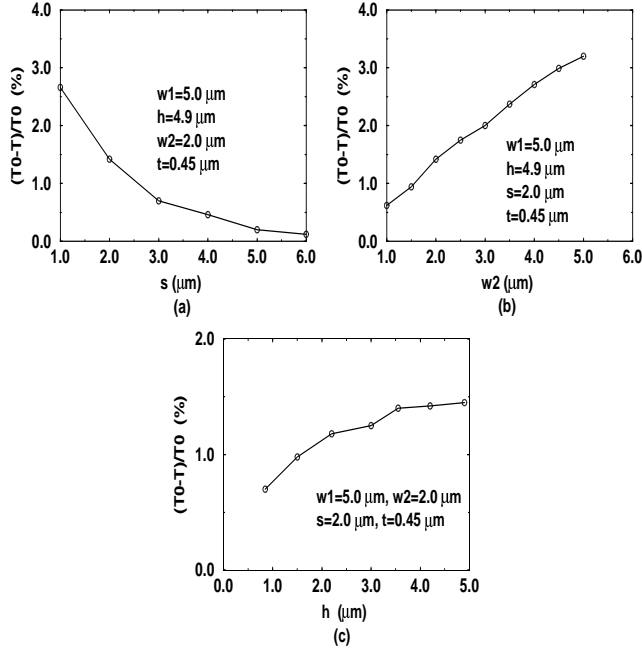 4.0
3.0
2.0
1.0
0.0
(T0-T)/T0 (%)
w1=5.0 μm
h=4.9 μm
w2=2.0 μm
t=0.45 μm
1.0 2.0 3.0 4.0 5.0 6.0
s (μm)
(a)
4.0
3.0
2.0
1.0
0.0
(T0-T)/T0 (%)
w1=5.0 μm
h=4.9 μm
s=2.0 μm
t=0.45 μm
1.0 2.0 3.0 4.0 5.0 6.0
w2 (μm)
(b)
2.0
1.0
0.0
(T0-T)/T0 (%)
w1=5.0 μm, w2=2.0 μm
s=2.0 μm, t=0.45 μm
0.0 1.0 2.0 3.0 4.0 5.0
h (μm)
(c)